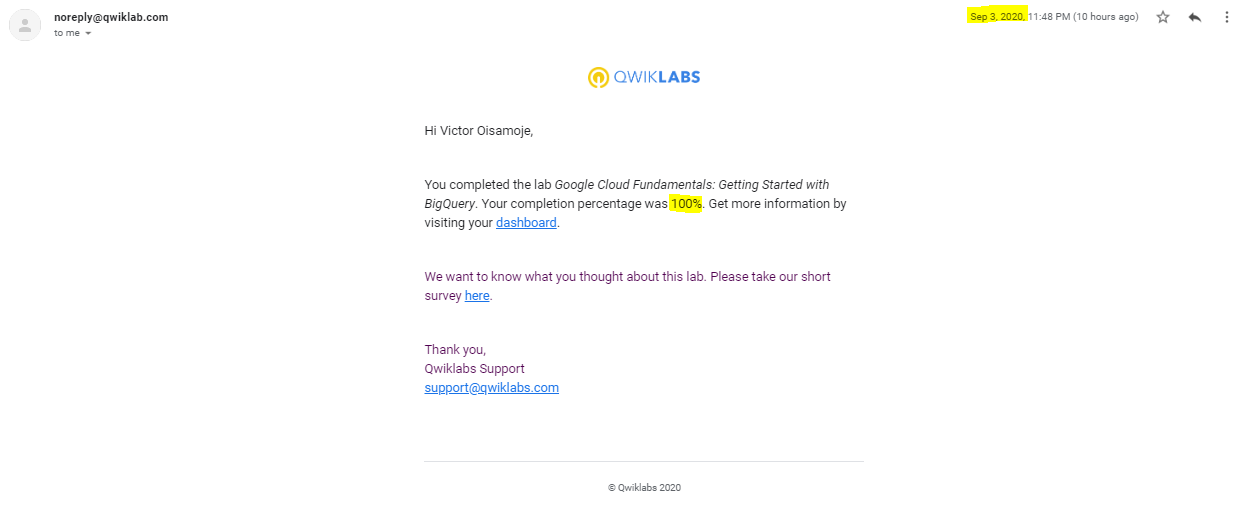 noreply@qwiklab.com
Sep 3, 2020, 11:48 PM (10 hours ago)
to me
QWIKLABS
Hi Victor Oisamoje,
You completed the lab Google Cloud Fundamentals: Getting Started with
BigQuery. Your completion percentage was 100%. Get more information by
visiting your dashboard.
We want to know what you thought about this lab. Please take our short
survey here.
Thank you,
Qwiklabs Support
support@qwiklabs.com
© Qwiklabs 2020